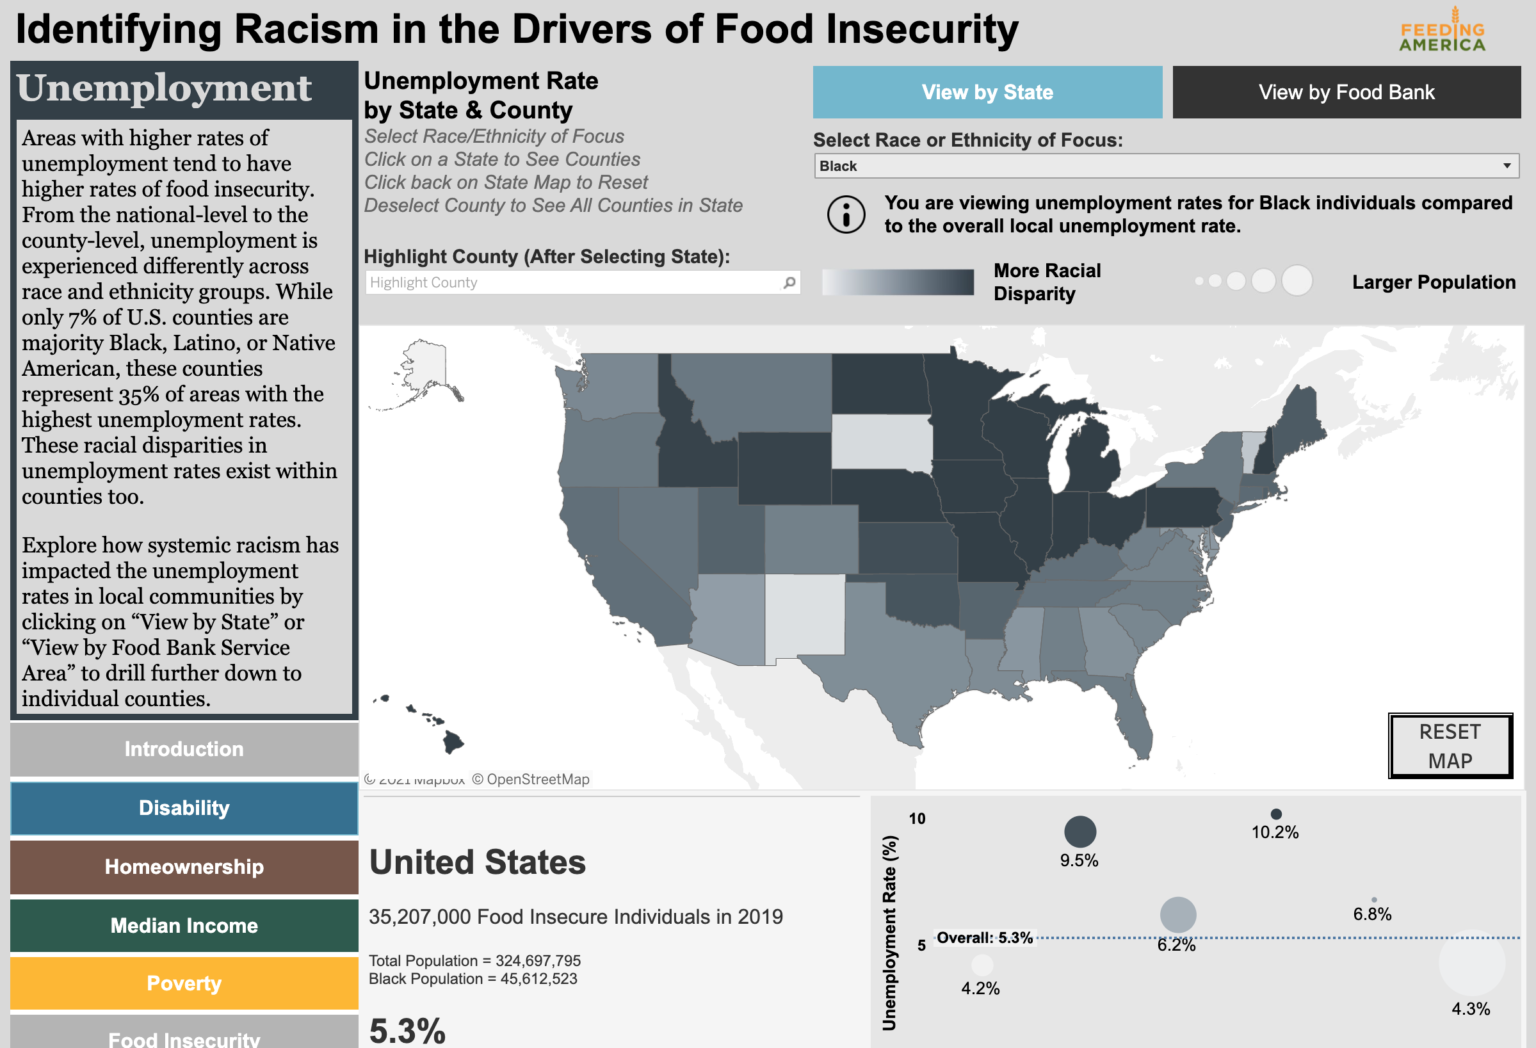 Identifying Racism in the Drivers of Food Insecurity
FEEDING
AMERICA
Unemployment
Areas with higher rates of
unemployment tend to have
higher rates of food insecurity.
From the national-level to the
county-level, unemployment is
experienced differently across
race and ethnicity groups. While
only 7% of U.S. counties are
majority Black, Latino, or Native
American, these counties
represent 35% of areas with the
highest unemployment rates.
These racial disparities in
unemployment rates exist within
counties too.
Explore how systemic racism has
impacted the unemployment
rates in local communities by
clicking on “View by State” or
“View by Food Bank Service
Area” to drill further down to
individual counties.
Introduction
Disability
Homeownership
Median Income
Poverty
Food Insecurity
Unemployment Rate
by State & County
Select Race/Ethnicity of Focus
Click on a State to See Counties
Click back on State Map to Reset
Deselect County to See All Counties in State
Highlight County (After Selecting State):
Highlight County
View by State
View by Food Bank
Select Race or Ethnicity of Focus:
Black
You are viewing unemployment rates for Black individuals compared
to the overall local unemployment rate.
More Racial
Disparity
Larger Population
© 2021 Mapbox © OpenStreetMap
RESET
MAP
United States
35,207,000 Food Insecure Individuals in 2019
Total Population = 324,697,795
Black Population = 45,612,523
5.3%
Unemployment Rate (%)
10
5
Overall: 5.3%
4.2%
9.5%
6.2%
10.2%
6.8%
4.3%